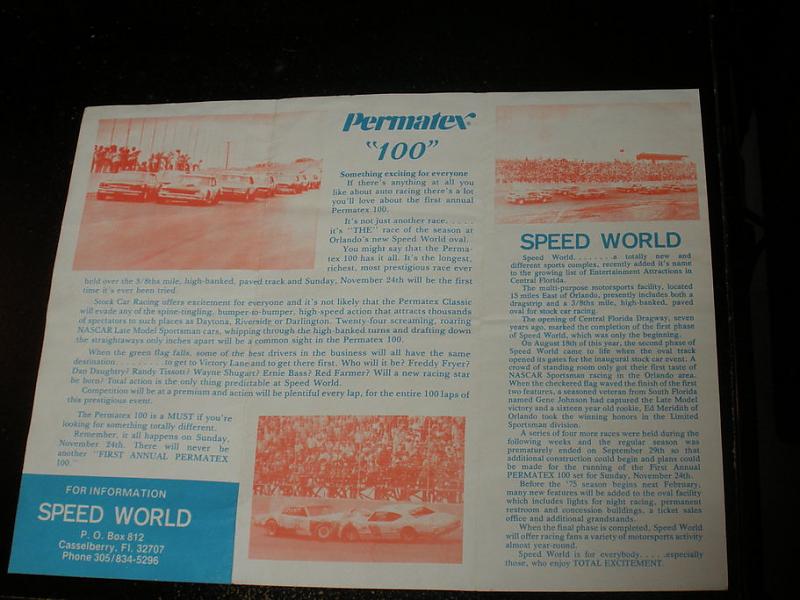 Permatex
"100"
Something exciting for everyone
If there's anything at all you
like about auto racing there's a lot
you'll love about the first annual
Permatex 100.
It's not just another race. . . . .
it's "THE" race of the season at
Orlando's new Speed World oval.
You might say that the Perma-
tex 100 has it all. It's the longest,
richest, most prestigious race ever
held over the 3/8ths mile, high-banked, paved track and Sunday, November 24th will be the first
time it's ever been tried.
Stock Car Racing offers excitement for everyone and it's not likely that the Permatex Classic
will evade any of the spine-tingling, bumper-to-bumper, high-speed action that attracts thousands
of spectators to such places as Daytona, Riverside or Darlington. Twenty-four screaming, roaring
NASCAR Late Model Sportsman cars, whipping through the high-banked turns and drafting down
the straightaways only inches apart will be a common sight in the Permatex 100.
When the green flag falls, some of the best drivers in the business will all have the same
destination. . . . . . . . to get to Victory Lane and to get there first. Who will it be? Freddy Fryer?
Dan Daughtry? Randy Tissot? Wayne Shugart? Ernie Bass? Red Farmer? Will a new racing star
be born? Total action is the only thing predictable at Speed World.
Competition will be at a premium and action will be plentiful every lap, for the entire 100 laps of
this prestigious event.
The Permatex 100 is a MUST if you're
looking for something totally different.
Remember, it all happens on Sunday,
November 24th. There will never be
another "FIRST ANNUAL PERMATEX
100."
FOR INFORMATION
SPEED WORLD
P. O. Box 812
Casselberry, Fl. 32707
Phone 305/834-5296
SPEED WORLD
Speed World. . . . . . . .a totally new and
different sports complex, recently added it's name
to the growing list of Entertainment Attractions in
Central Florida.
The multi-purpose motorsports facility, located
15 miles East of Orlando, presently includes both a
dragstrip and a 3/8ths mile, high-banked, paved
oval for stock car racing.
The opening of Central Florida Dragway, seven
years ago, marked the completion of the first phase
of Speed World, which was only the beginning.
On August 18th of this year, the second phase of
Speed World came to life when the oval track
opened its gates for the inaugural stock car event. A
crowd of standing room only got their first taste of
NASCAR Sportsman racing in the Orlando area.
When the checkered flag waved the finish of the first
two features, a seasoned veteran from South Florida
named Gene Johnson had captured the Late Model
victory and a sixteen year old rookie, Ed Meridith of
Orlando took the winning honors in the Limited
Sportsman division.
A series of four more races were held during the
following weeks and the regular season was
prematurely ended on September 29th so that
additional construction could begin and plans could
be made for the running of the First Annual
PERMATEX 100 set for Sunday, November 24th.
Before the '75 season begins next February,
many new features will be added to the oval facility
which includes lights for night racing, permanent
restroom and concession buildings, a ticket sales
office and additional grandstands.
When the final phase is completed, Speed World
will offer racing fans a variety of motorsports activity
almost year-round.
Speed World is for everybody. . . . .especially
those, who enjoy TOTAL EXCITEMENT.